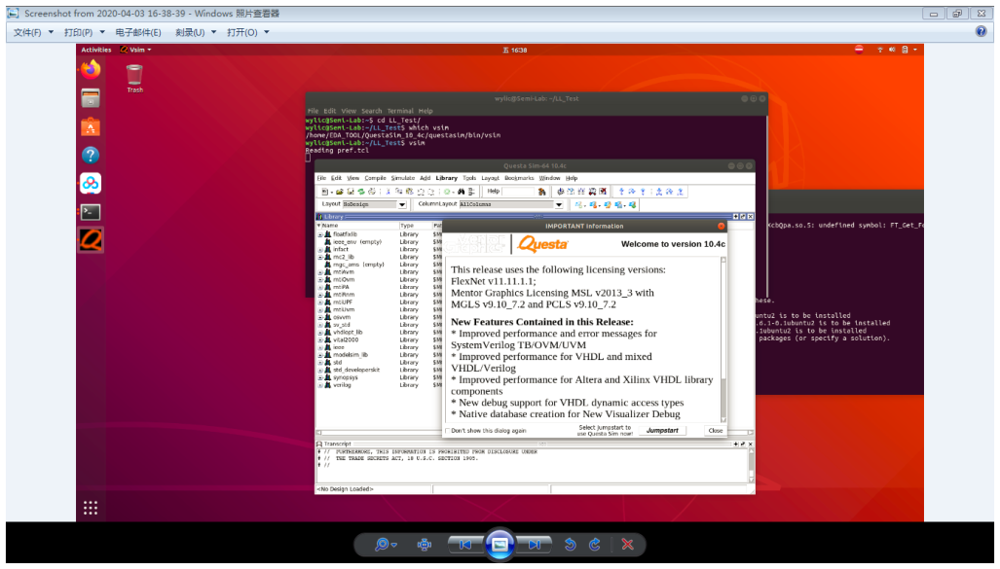 Screenshot from 2020-04-03 16-38-39 - Windows 照片查看器
文件(F) 打印(P) 电子邮件(E) 刻录(U) 打开(O)
Activities Vsim 五 16:38
Trash
wylic@Semi-Lab: ~/LL_Test
File Edit View Search Terminal Help
wylic@Semi-Lab:~$ cd LL_Test/
wylic@Semi-Lab:~/LL_Test$ which vsim
/home/EDA_TOOL/QuestaSim_10_4c/questasim/bin/vsim
wylic@Semi-Lab:~/LL_Test$ vsim
Reading pref.tcl
Questa Sim-64 10.4c
File Edit View Compile Simulate Add Library Tools Layout Bookmarks Window Help
Help
Layout NoDesign ColumnLayout AllColumns
Library
Name Type
floatfixlib Library
ieee_env (empty) Library
infact Library
mc2_lib Library
mgc_ams (empty) Library
mtiAvm Library
mtiOvm Library
mtiPA Library
mtiRnm Library
mtiUPF Library
mtiUvm Library
osvvm Library
sv_std Library
vhdlopt_lib Library
vital2000 Library
ieee Library
modelsim_lib Library
std Library
std_developerskit Library
synopsys Library
verilog Library
IMPORTANT Information
Questa Welcome to version 10.4c
This release uses the following licensing versions:
FlexNet v11.11.1.1;
Mentor Graphics Licensing MSL v2013_3 with
MGLS v9.10_7.2 and PCLS v9.10_7.2
New Features Contained in this Release:
* Improved performance and error messages for
SystemVerilog TB/OVM/UVM
* Improved performance for VHDL and mixed
VHDL/Verilog
* Improved performance for Altera and Xilinx VHDL library
components
* New debug support for VHDL dynamic access types
* Native database creation for New Visualizer Debug
Don't show this dialog again
Select Jumpstart to
use Questa Sim now!
Jumpstart
Close
XcbQpa.so.5: undefined symbol: FT_Get_Fo
hese.
untu2 is to be installed
.6.1-0.1ubuntu2 is to be installed
.1ubuntu2 is to be installed
packages (or specify a solution).
Transcript
# // FURTHERMORE, THIS INFORMATION IS PROHIBITED FROM DISCLOSURE UNDER
# // THE TRADE SECRETS ACT, 18 U.S.C. SECTION 1905.
# //
<No Design Loaded>